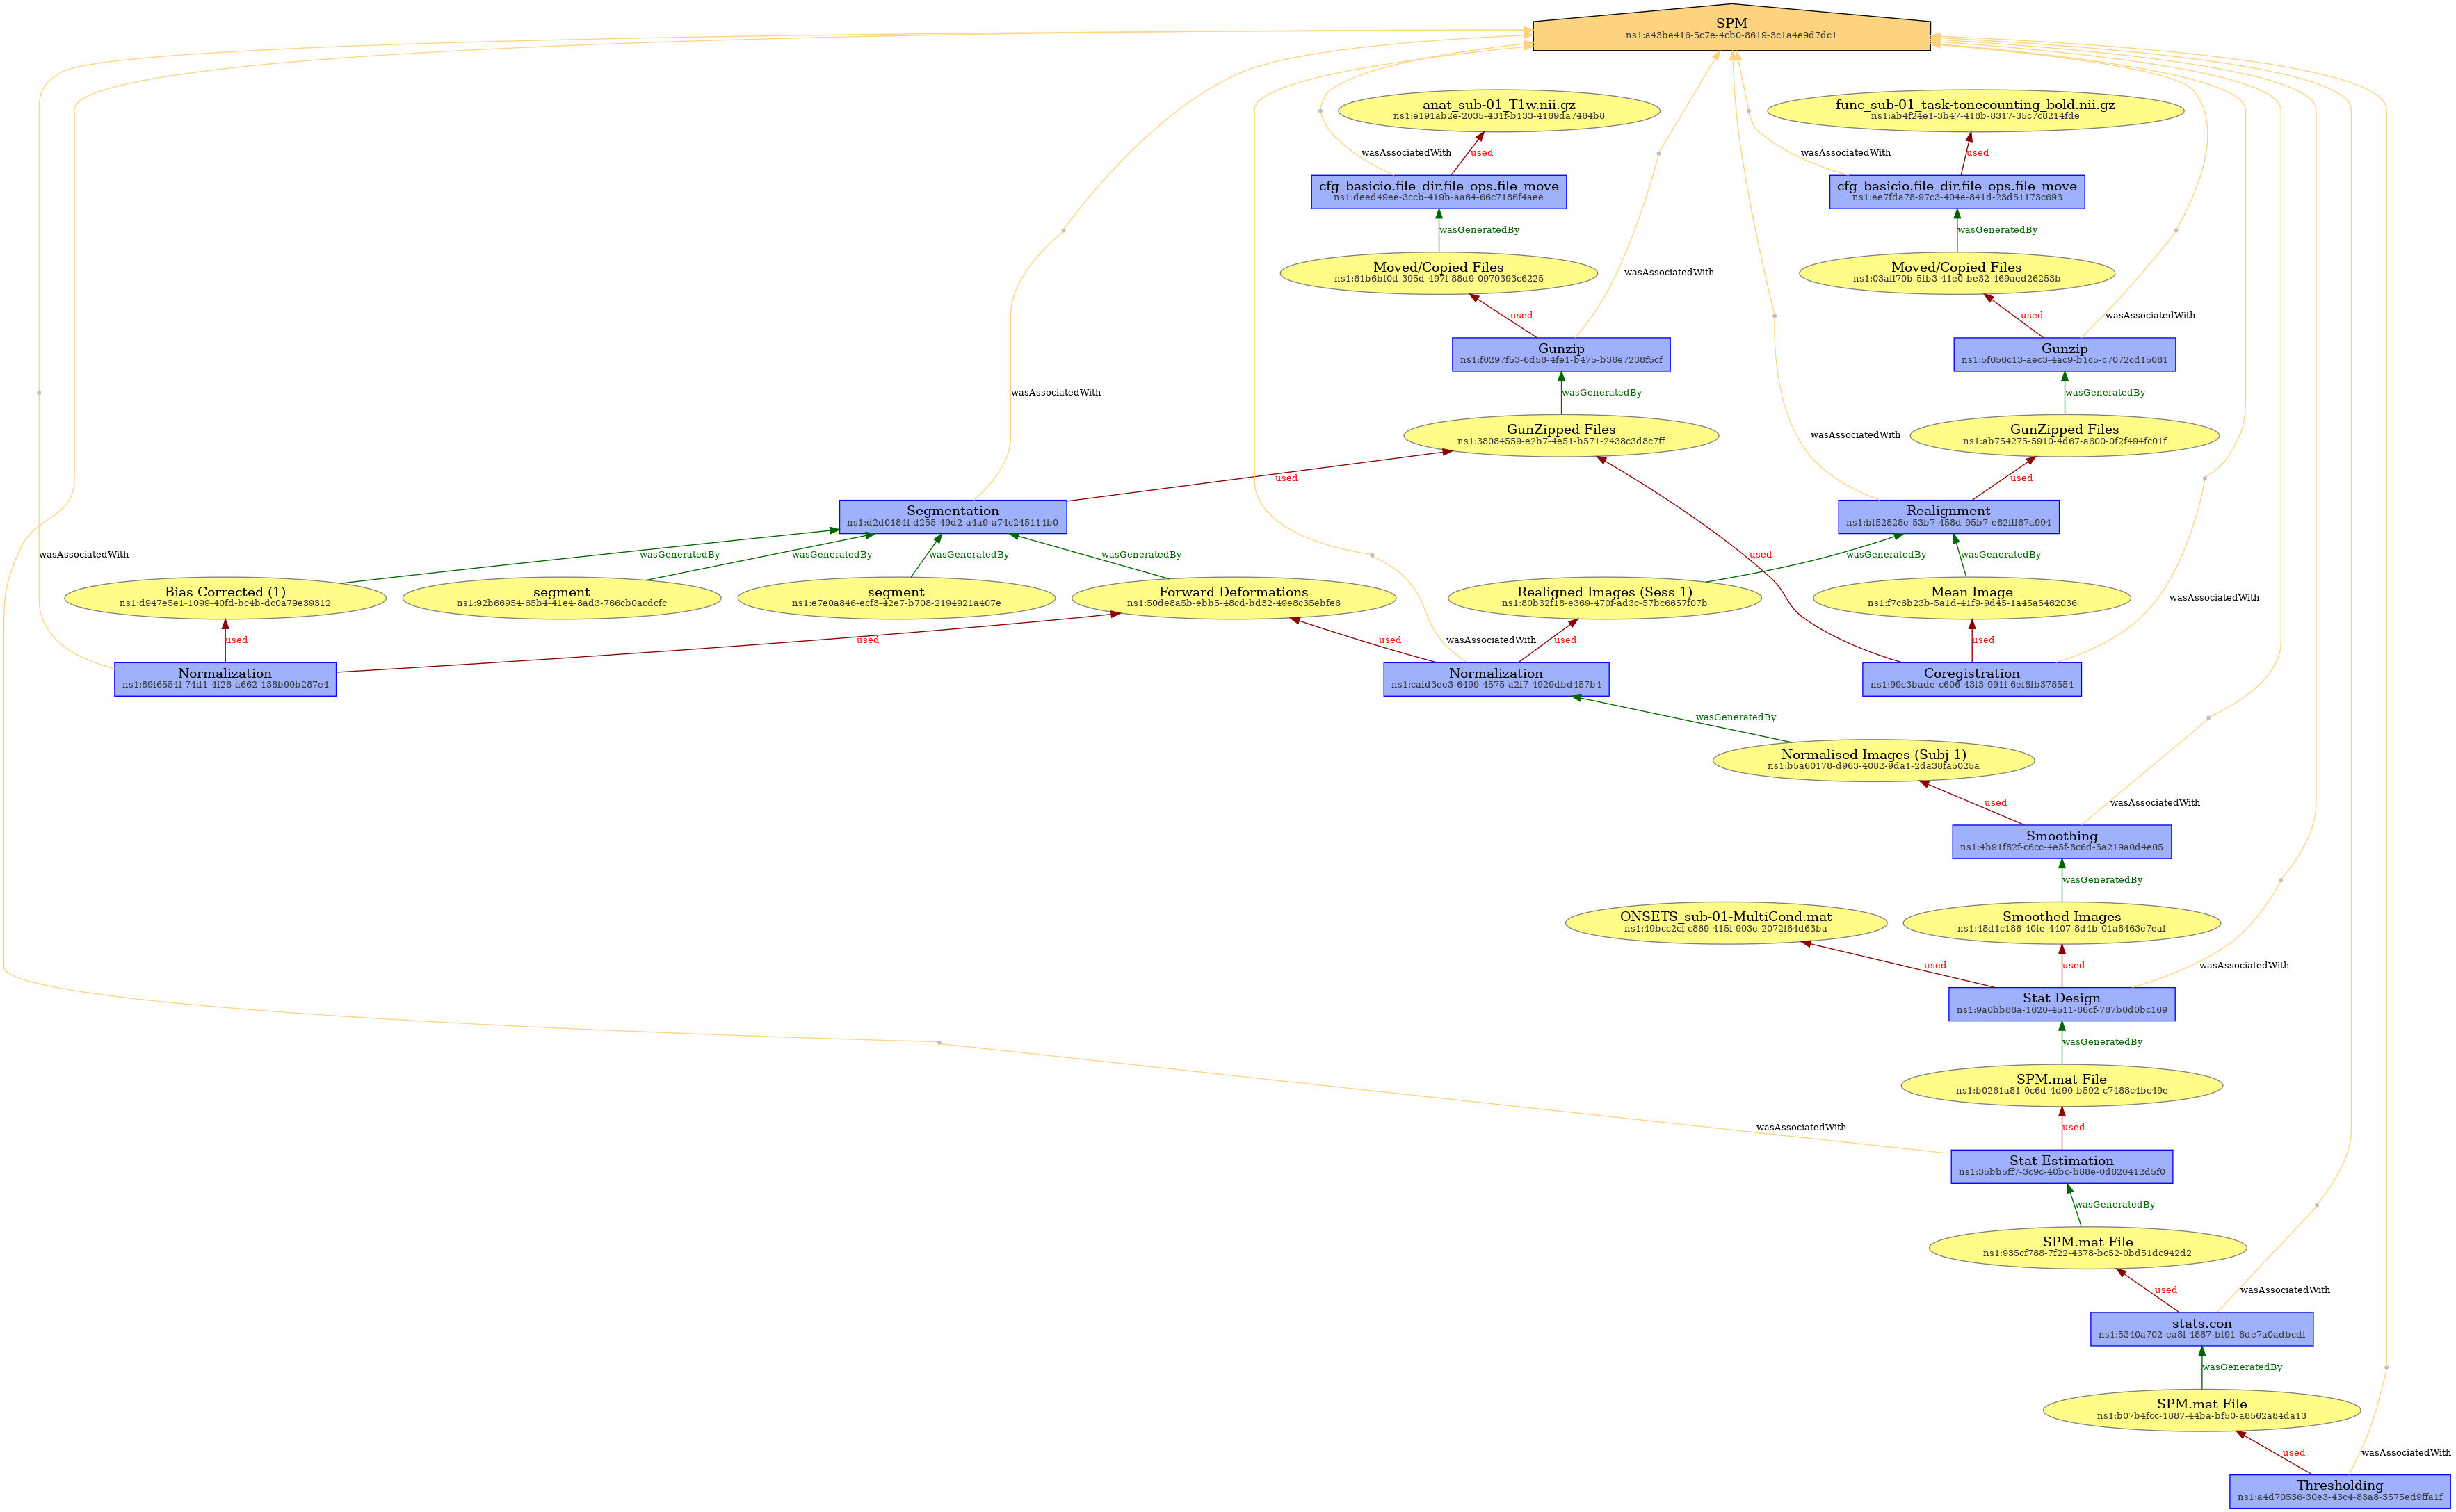 SPM
ns1:a43be416-5c7e-4cb0-8619-3c1a4e9d7dc1
anat_sub-01_T1w.nii.gz
ns1:e191ab2e-2035-431f-b133-4169da7464b8
func_sub-01_task-tonecounting_bold.nii.gz
ns1:ab4f24e1-3b47-418b-8317-35c7c8214fde
wasAssociatedWith
used
wasAssociatedWith
used
cfg_basicio.file_dir.file_ops.file_move
ns1:deed49ee-3ccb-419b-aa64-66c7186f4aee
cfg_basicio.file_dir.file_ops.file_move
ns1:ee7fda78-97c3-404e-841d-23d51173c693
wasGeneratedBy
wasGeneratedBy
Moved/Copied Files
ns1:61b6bf0d-395d-497f-88d9-0979393c6225
wasAssociatedWith
Moved/Copied Files
ns1:03aff70b-5fb3-41e0-be32-469aed26253b
used
used
wasAssociatedWith
Gunzip
ns1:f0297f53-6d58-4fe1-b475-b36e7238f5cf
Gunzip
ns1:5f656c13-aec3-4ac9-b1c5-c7072cd15081
wasAssociatedWith
wasGeneratedBy
wasGeneratedBy
GunZipped Files
ns1:38084559-e2b7-4e51-b571-2438c3d8c7ff
wasAssociatedWith
GunZipped Files
ns1:ab754275-5910-4d67-a600-0f2f494fc01f
used
used
Segmentation
ns1:d2d0184f-d255-49d2-a4a9-a74c245114b0
Realignment
ns1:bf52828e-53b7-458d-95b7-e62fff67a994
wasAssociatedWith
wasGeneratedBy
wasGeneratedBy
wasGeneratedBy
wasGeneratedBy
used
wasGeneratedBy
wasGeneratedBy
Bias Corrected (1)
ns1:d947e5e1-1099-40fd-bc4b-dc0a79e39312
segment
ns1:92b66954-65b4-41e4-8ad3-766cb0acdcfc
segment
ns1:e7e0a846-ecf3-42e7-b708-2194921a407e
Forward Deformations
ns1:50de8a5b-ebb5-48cd-bd32-49e8c35ebfe6
Realigned Images (Sess 1)
ns1:80b32f18-e369-470f-ad3c-57bc6657f07b
Mean Image
ns1:f7c6b23b-5a1d-41f9-9d45-1a45a5462036
wasAssociatedWith
used
used
used
wasAssociatedWith
used
used
Normalization
ns1:89f6554f-74d1-4f28-a662-138b90b287e4
Normalization
ns1:cafd3ee3-6499-4575-a2f7-4929dbd457b4
Coregistration
ns1:99c3bade-c606-43f3-991f-6ef8fb378554
wasGeneratedBy
Normalised Images (Subj 1)
ns1:b5a60178-d963-4082-9da1-2da38fa5025a
used
wasAssociatedWith
Smoothing
ns1:4b91f82f-c6cc-4e5f-8c6d-5a219a0d4e05
wasGeneratedBy
ONSETS_sub-01-MultiCond.mat
ns1:49bcc2cf-c869-415f-993e-2072f64d63ba
Smoothed Images
ns1:48d1c186-40fe-4407-8d4b-01a8463e7eaf
used
used
wasAssociatedWith
Stat Design
ns1:9a0bb88a-1620-4511-86cf-787b0d0bc169
wasGeneratedBy
SPM.mat File
ns1:b0261a81-0c6d-4d90-b592-c7488c4bc49e
wasAssociatedWith
used
Stat Estimation
ns1:35bb5ff7-3c9c-40bc-b88e-0d620412d5f0
wasGeneratedBy
SPM.mat File
ns1:935cf788-7f22-4378-bc52-0bd51dc942d2
used
wasAssociatedWith
stats.con
ns1:5340a702-ea8f-4867-bf91-8de7a0adbcdf
wasGeneratedBy
SPM.mat File
ns1:b07b4fcc-1887-44ba-bf50-a8562a84da13
used
wasAssociatedWith
Thresholding
ns1:a4d70536-30e3-43c4-83a8-3575ed9ffa1f